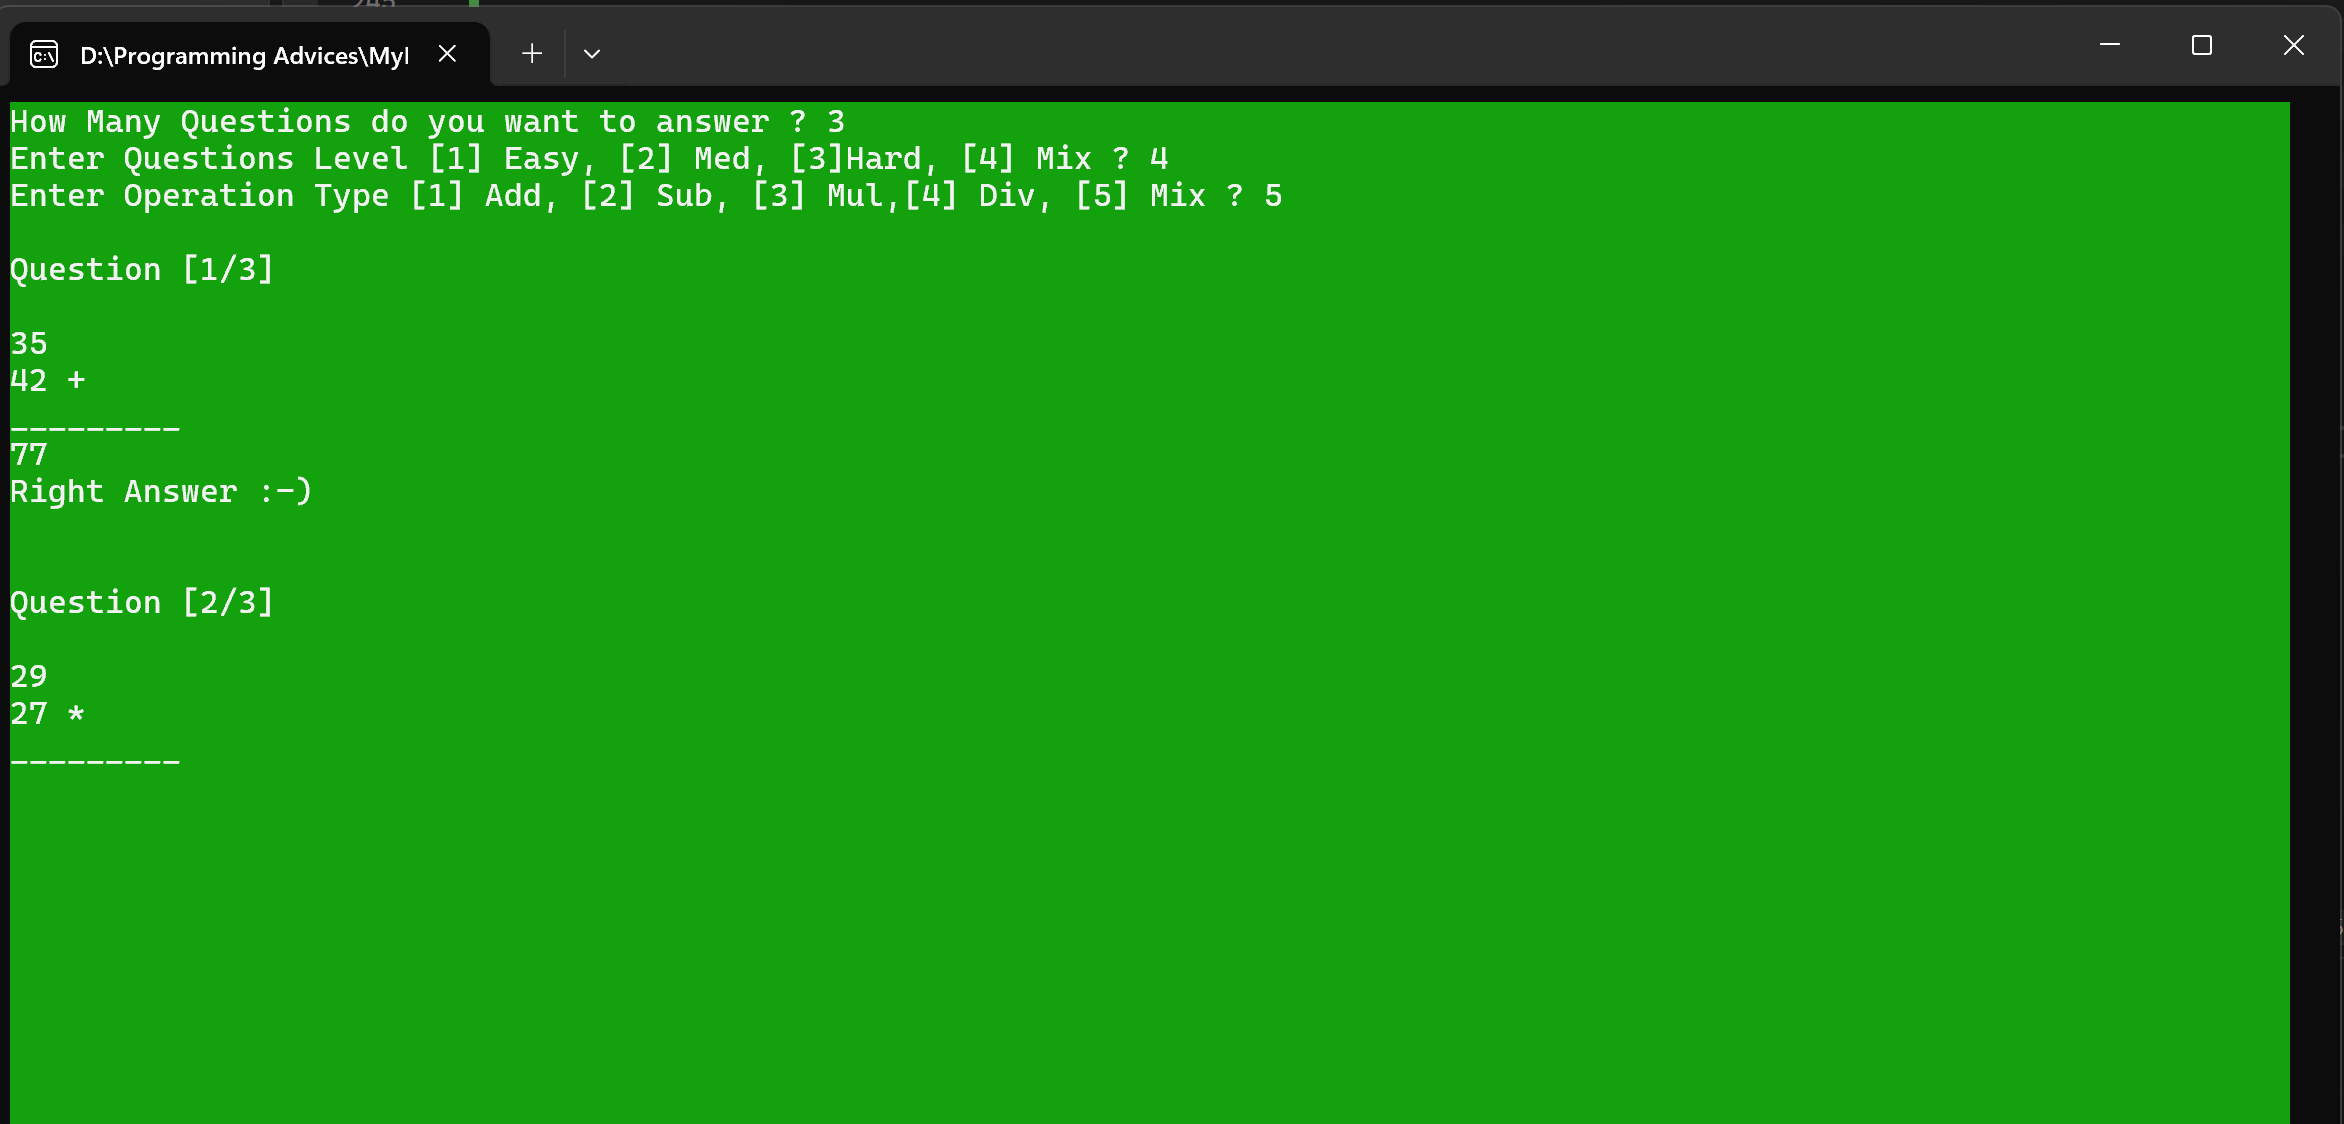 D:\Programming Advices\MyI
How Many Questions do you want to answer ? 3
Enter Questions Level [1] Easy, [2] Med, [3]Hard, [4] Mix ? 4
Enter Operation Type [1] Add, [2] Sub, [3] Mul,[4] Div, [5] Mix ? 5
Question [1/3]
35
42 +
_________
77
Right Answer :-)
Question [2/3]
29
27 *
_________